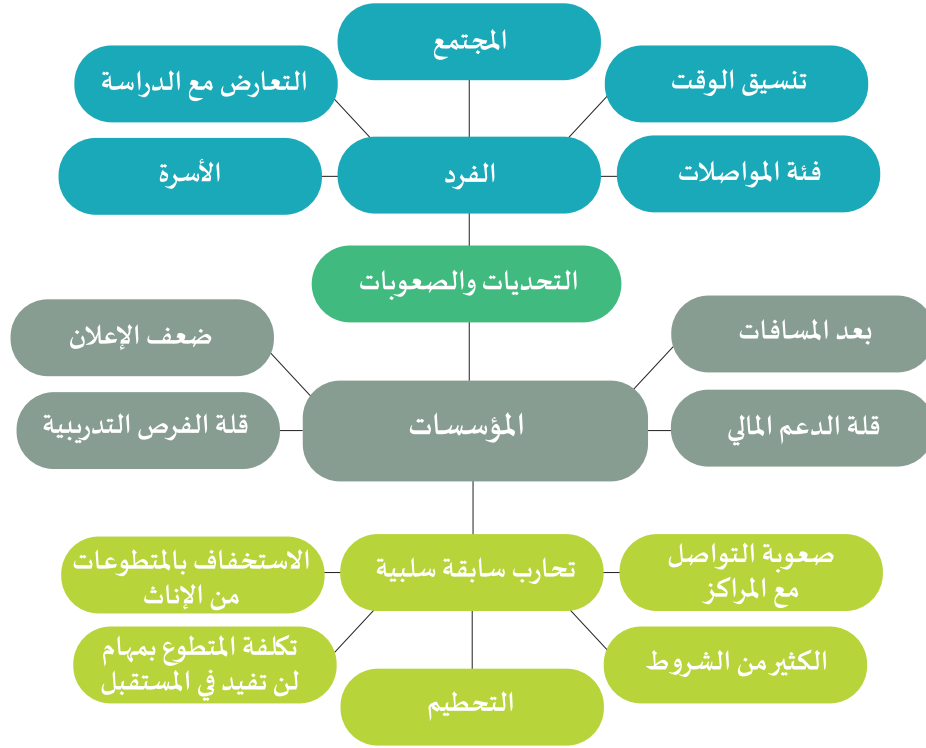 المجتمع
تنسيق الوقت
التعارض مع الدراسة
فئة المواصلات
الفرد
الأسرة
التحديات والصعوبات
بعد المسافات
ضعف الإعلان
قلة الدعم المالي
المؤسسات
قلة الفرص التدريبية
صعوبة التواصل
مع المراكز
تحارب سابقة سلبية
الاستخفاف بالمتطوعات
من الإناث
الكثير من الشروط
تكلفة المتطوع بمهام
لن تفيد في المستقبل
التحطيم